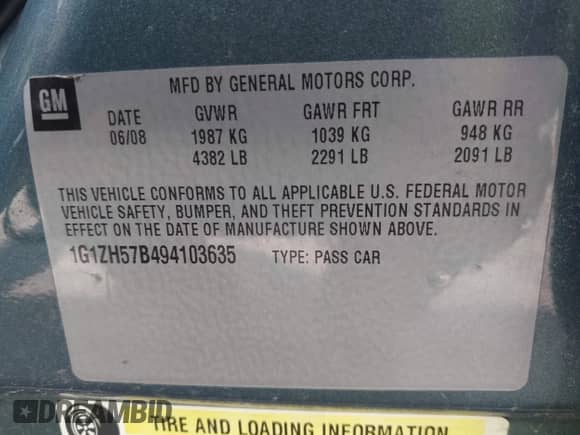 GM
MFD BY GENERAL MOTORS CORP.
DATE GVWR GAWR FRT GAWR RR
06/08 1987 KG 1039 KG 948 KG
4382 LB 2291 LB 2091 LB
THIS VEHICLE CONFORMS TO ALL APPLICABLE U.S. FEDERAL MOTOR
VEHICLE SAFETY, BUMPER, AND THEFT PREVENTION STANDARDS IN
EFFECT ON THE DATE OF MANUFACTURE SHOWN ABOVE.
1G1ZH57B494103635 TYPE: PASS CAR
TIRE AND LOADING INFORMATION
DREAMBID